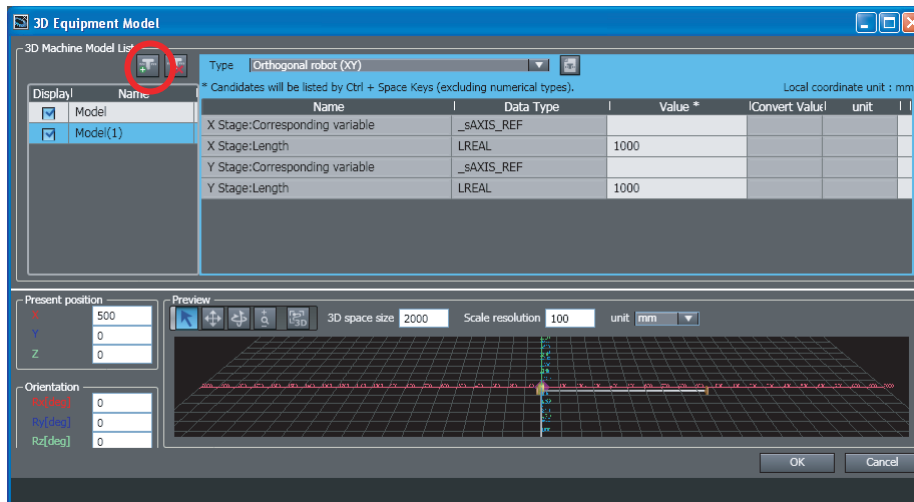 3D Equipment Model
3D Machine Model List
Type Orthogonal robot (XY)
* Candidates will be listed by Ctrl + Space Keys (excluding numerical types). Local coordinate unit : mm
Display Name
Model
Model(1)
Name Data Type Value * Convert Value unit
X Stage:Corresponding variable _sAXIS_REF
X Stage:Length LREAL 1000
Y Stage:Corresponding variable _sAXIS_REF
Y Stage:Length LREAL 1000
Present position
X 500
Y 0
Z 0
Orientation
Rx[deg] 0
Ry[deg] 0
Rz[deg] 0
Preview
3D 3D space size 2000 Scale resolution 100 unit mm
OK Cancel